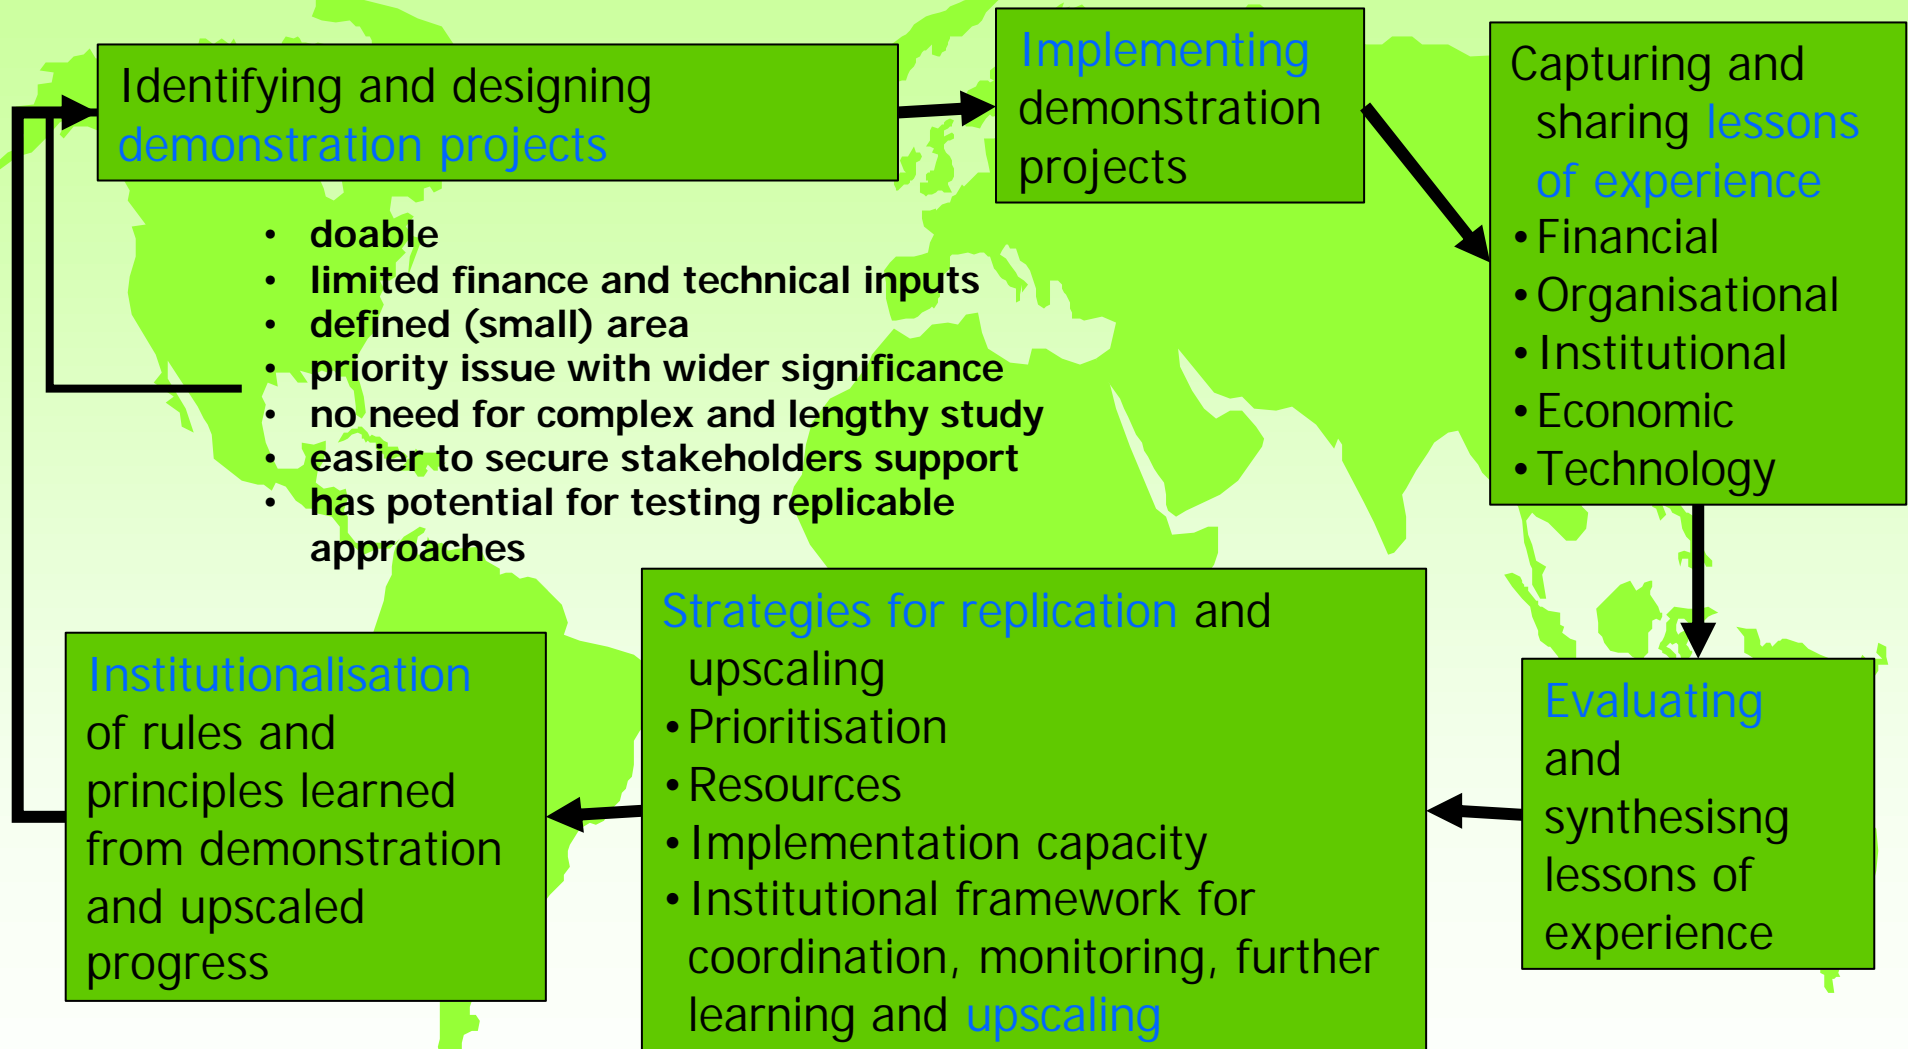 Identifying and designing
demonstration projects
Implementing
demonstration
projects
Capturing and
sharing lessons
of experience
• Financial
• Organisational
• Institutional
• Economic
• Technology
• doable
• limited finance and technical inputs
• defined (small) area
• priority issue with wider significance
• no need for complex and lengthy study
• easier to secure stakeholders support
• has potential for testing replicable
approaches
Evaluating
and
synthesisng
lessons of
experience
Strategies for replication and
upscaling
• Prioritisation
• Resources
• Implementation capacity
• Institutional framework for
coordination, monitoring, further
learning and upscaling
Institutionalisation
of rules and
principles learned
from demonstration
and upscaled
progress